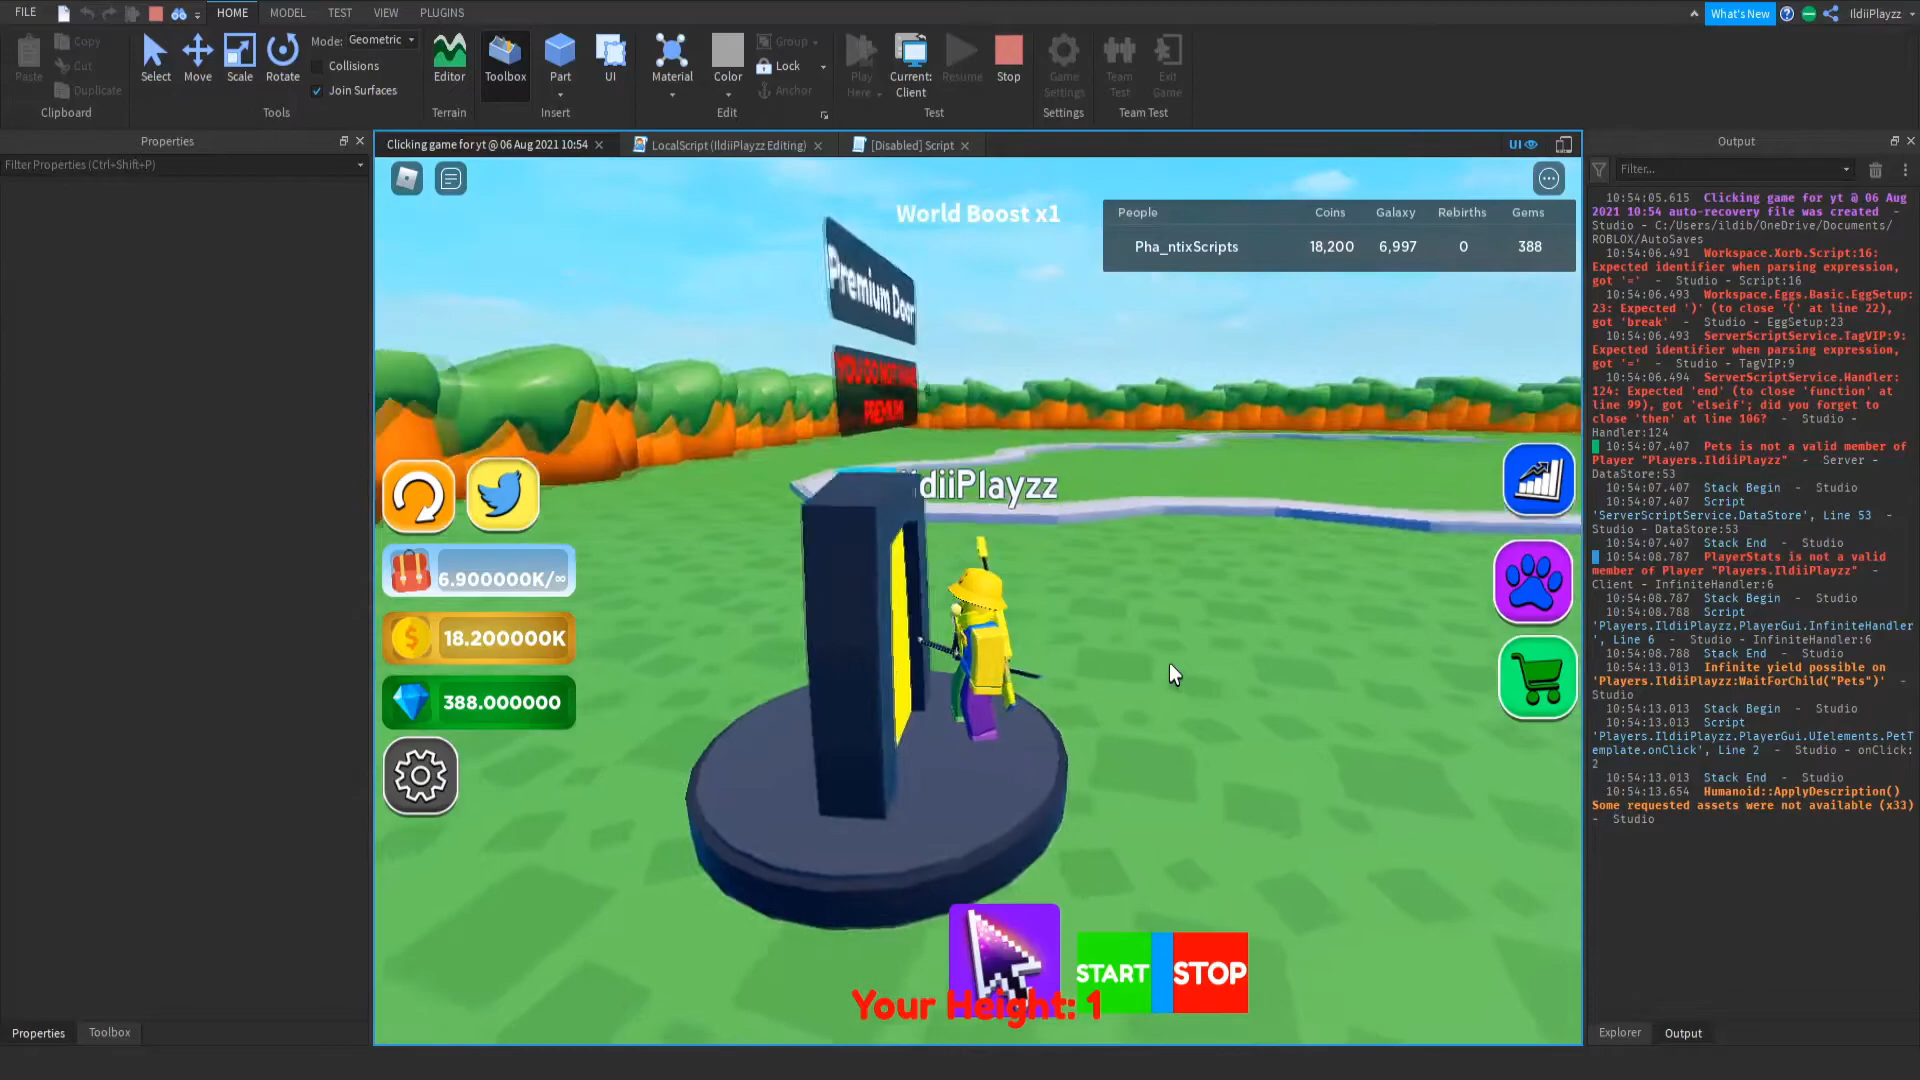 FILE HOME MODEL TEST VIEW PLUGINS What's New IldiiPlayzz
Paste Copy Cut Duplicate Clipboard
Select Move Scale Rotate Mode: Geometric Collisions Join Surfaces Tools
Editor Terrain
Toolbox Part UI Insert
Material Color Group Lock Anchor Edit
Play Here Current: Client Resume Stop Test
Game Settings Settings
Team Test Exit Game Team Test
Properties
Filter Properties (Ctrl+Shift+P)
Clicking game for yt @ 06 Aug 2021 10:54
LocalScript (IldiiPlayzz Editing)
[Disabled] Script
UI
World Boost x1
People Coins Galaxy Rebirths Gems
Pha_ntixScripts 18,200 6,997 0 388
Premium Door
YOU DO NOT HAVE
PREMIUM
diiPlayzz
6.900000K/∞
18.200000K
388.000000
START STOP
Your Height: 1
Output
Filter...
10:54:05.615 Clicking game for yt @ 06 Aug
2021 10:54 auto-recovery file was created -
Studio - C:/Users/ildib/OneDrive/Documents/
ROBLOX/AutoSaves
10:54:06.491 Workspace.Xorb.Script:16:
Expected identifier when parsing expression,
got '=' - Studio - Script:16
10:54:06.493 Workspace.Eggs.Basic.EggSetup:
23: Expected ')' (to close '(' at line 22),
got 'break' - Studio - EggSetup:23
10:54:06.493 ServerScriptService.TagVIP:9:
Expected identifier when parsing expression,
got '=' - Studio - TagVIP:9
10:54:06.494 ServerScriptService.Handler:
124: Expected 'end' (to close 'function' at
line 99), got 'elseif'; did you forget to
close 'then' at line 106? - Studio -
Handler:124
10:54:07.407 Pets is not a valid member of
Player "Players.IldiiPlayzz" - Server -
DataStore:53
10:54:07.407 Stack Begin - Studio
10:54:07.407 Script
'ServerScriptService.DataStore', Line 53 -
Studio - DataStore:53
10:54:07.407 Stack End - Studio
10:54:08.787 PlayerStats is not a valid
member of Player "Players.IldiiPlayzz" -
Client - InfiniteHandler:6
10:54:08.787 Stack Begin - Studio
10:54:08.788 Script
'Players.IldiiPlayzz.PlayerGui.InfiniteHandler
', Line 6 - Studio - InfiniteHandler:6
10:54:08.788 Stack End - Studio
10:54:13.013 Infinite yield possible on
'Players.IldiiPlayzz:WaitForChild("Pets")' -
Studio
10:54:13.013 Stack Begin - Studio
10:54:13.013 Script
'Players.IldiiPlayzz.PlayerGui.UIelements.PetT
emplate.onClick', Line 2 - Studio - onClick:
2
10:54:13.013 Stack End - Studio
10:54:13.654 Humanoid::ApplyDescription()
Some requested assets were not available (x33)
- Studio
Properties Toolbox
Explorer Output